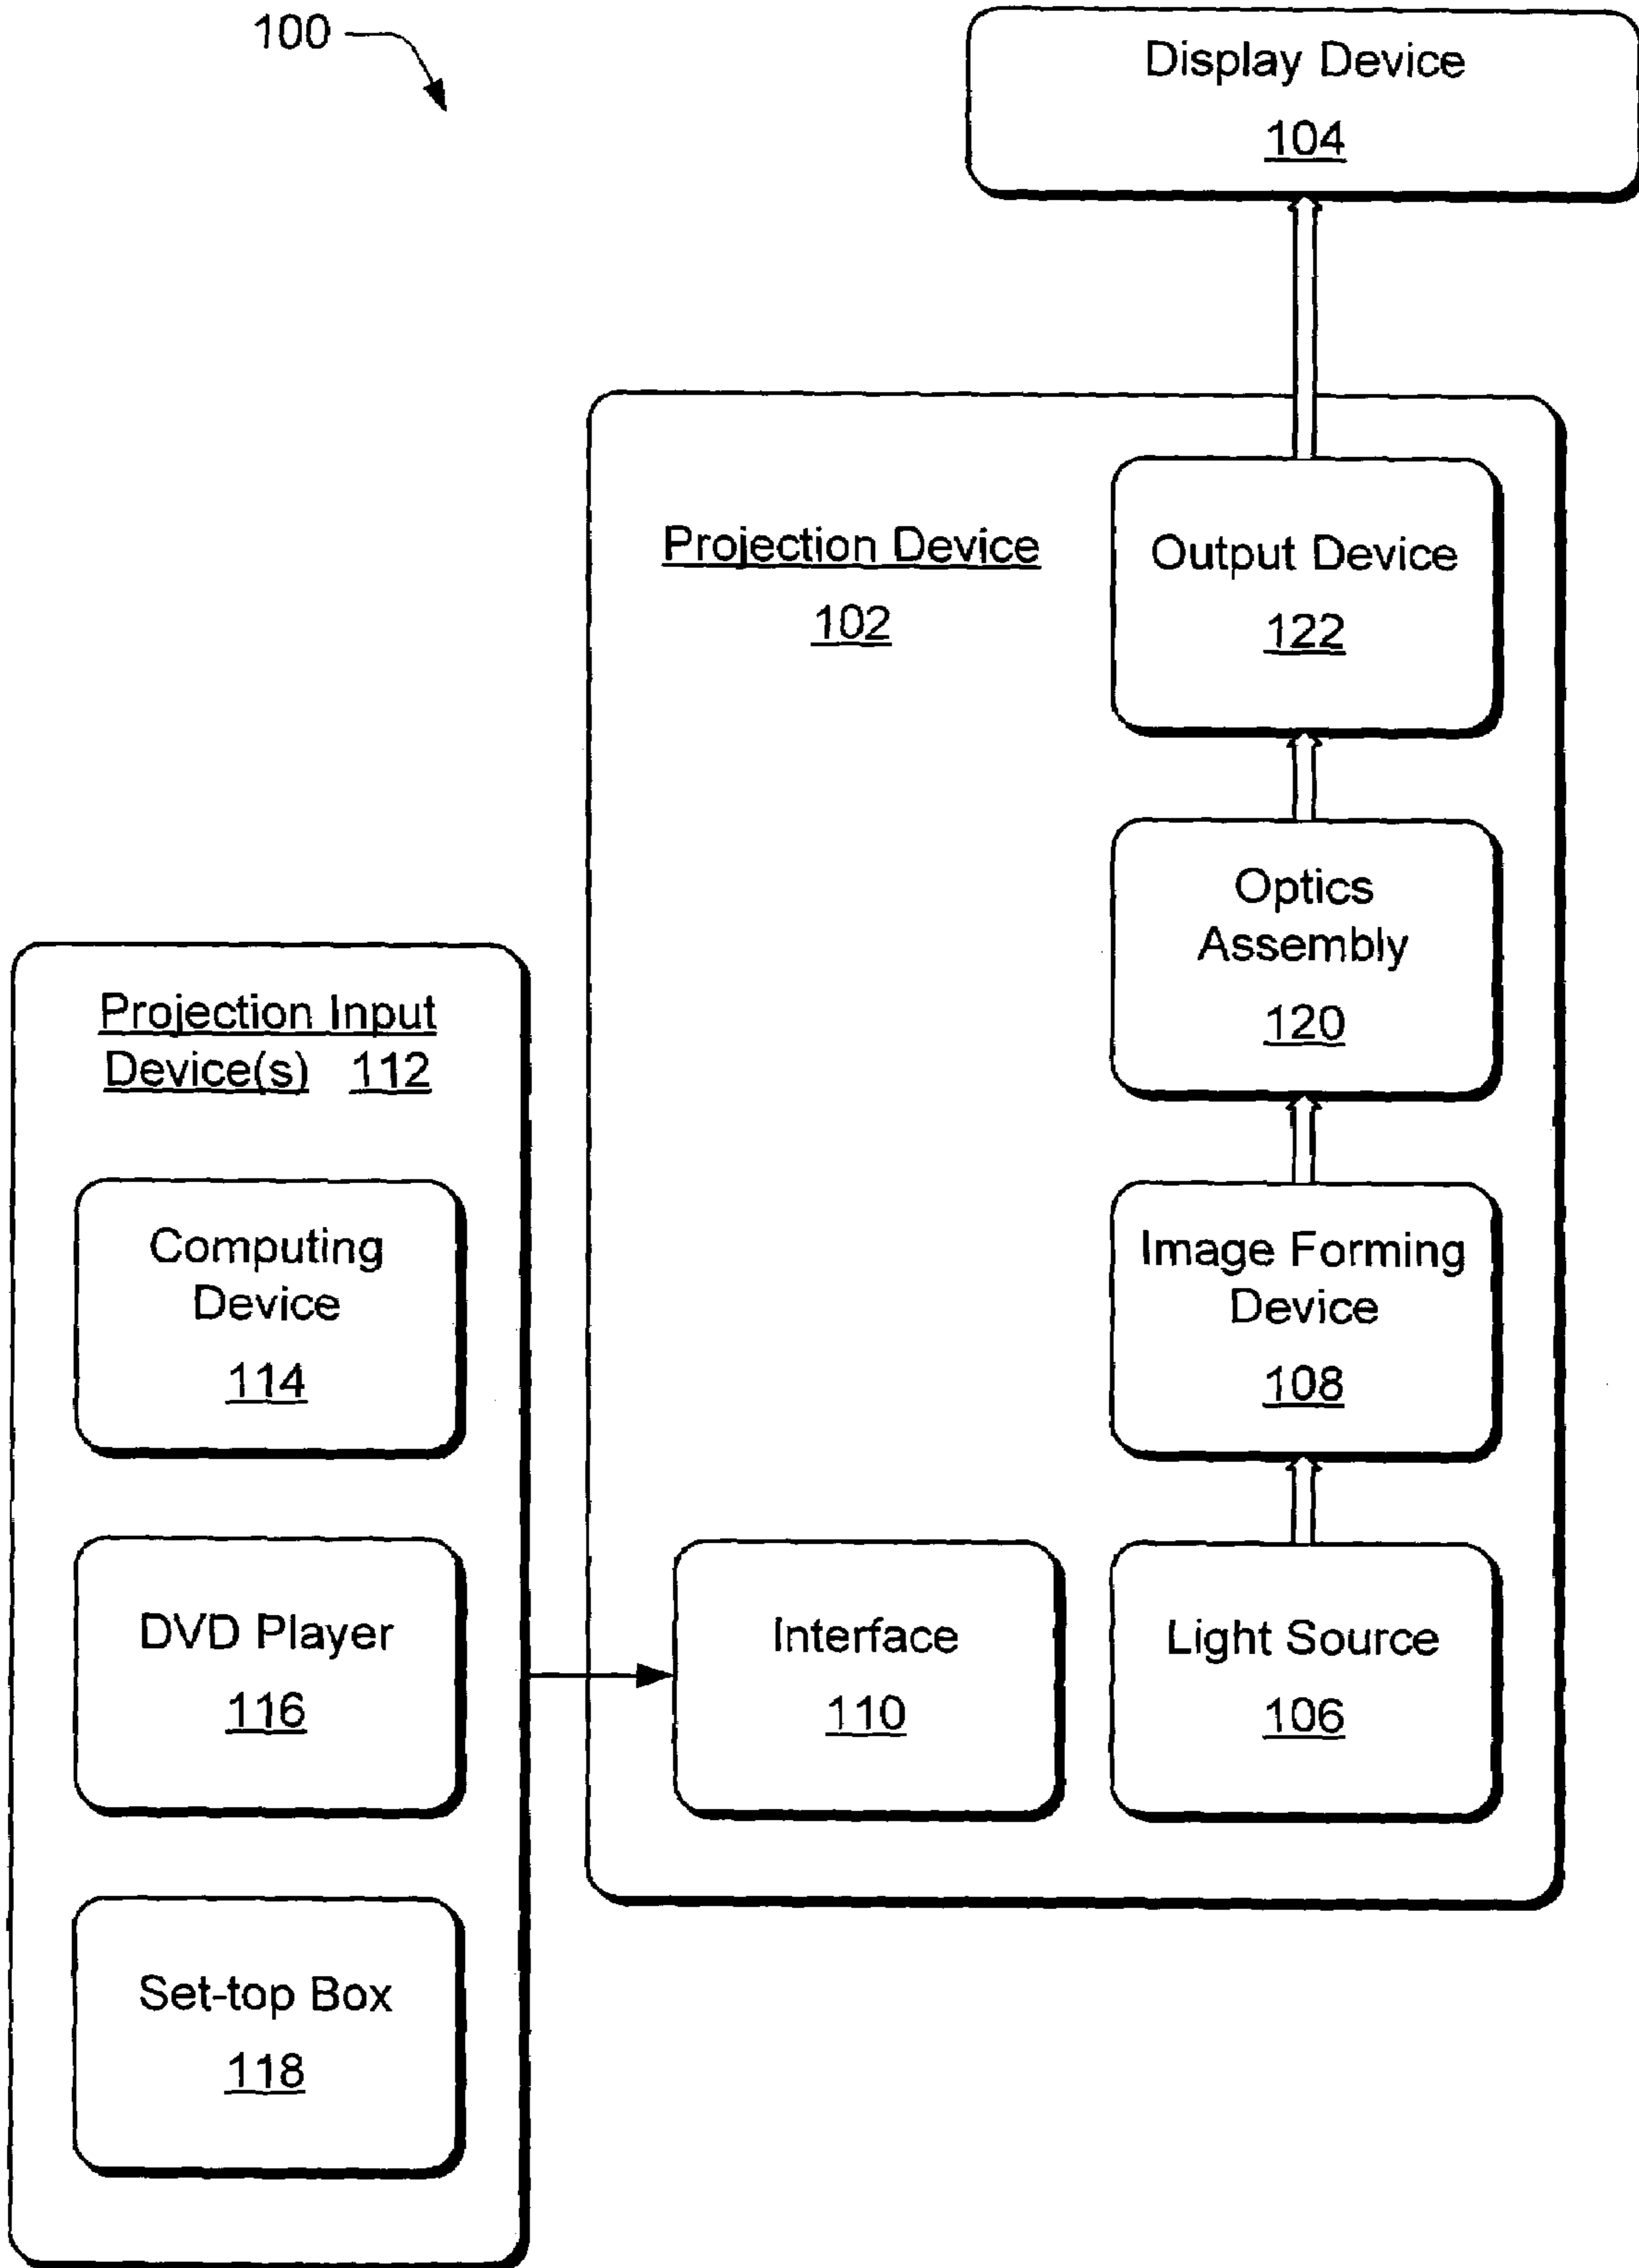 100
Display Device
104
Projection Device
102
Output Device
122
Optics
Assembly
120
Image Forming
Device
108
Interface
110
Light Source
106
Projection Input
Device(s) 112
Computing
Device
114
DVD Player
116
Set-top Box
118